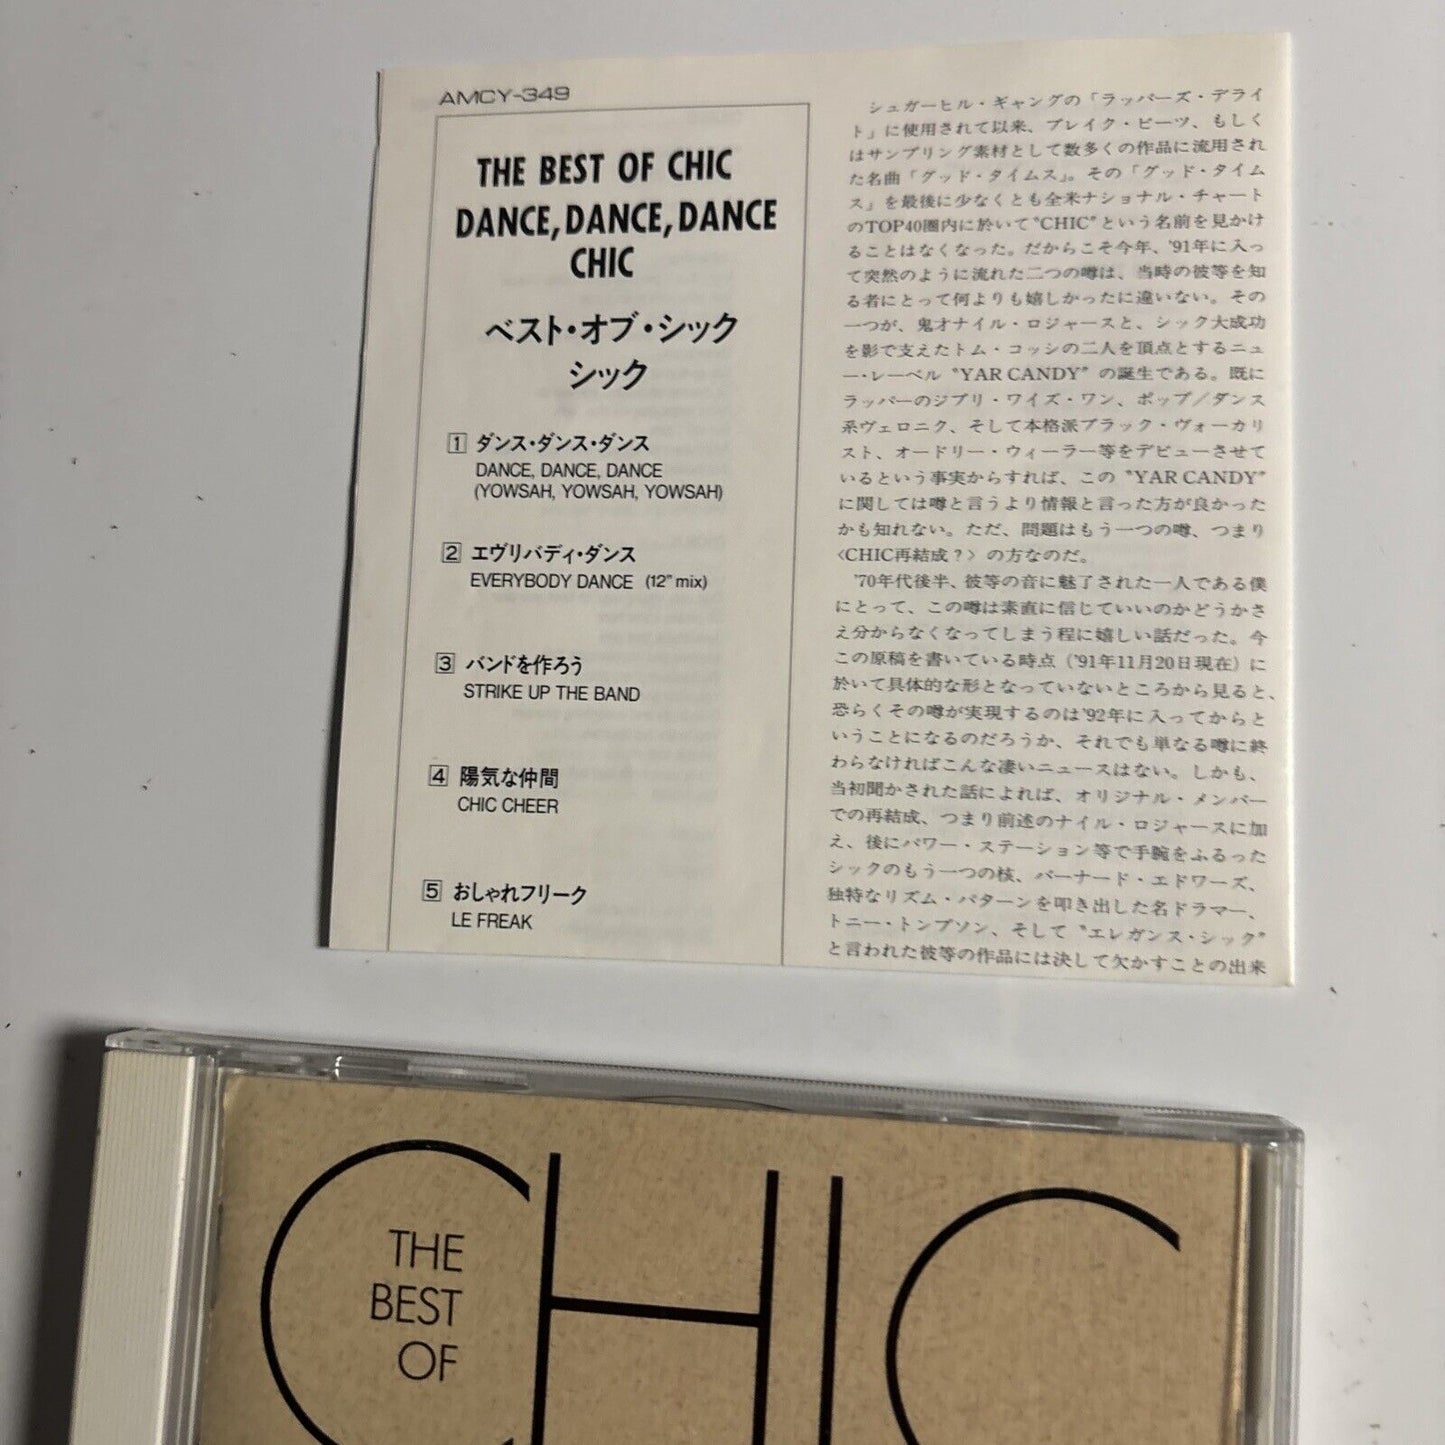 AMCY-349
THE BEST OF CHIC
DANCE, DANCE, DANCE
CHIC
ベスト・オブ・シック
シック
1 ダンス・ダンス・ダンス
DANCE, DANCE, DANCE
(YOWSAH, YOWSAH, YOWSAH)
2 エヴリバディ・ダンス
EVERYBODY DANCE (12" mix)
3 バンドを作ろう
STRIKE UP THE BAND
4 陽気な仲間
CHIC CHEER
5 おしゃれフリーク
LE FREAK
シュガーヒル・ギャングの「ラッパーズ・デライ
ト」に使用されて以来、ブレイク・ビーツ、もしく
はサンプリング素材として数多くの作品に流用され
た名曲「グッド・タイムス」。その「グッド・タイム
ス」を最後に少なくとも全米ナショナル・チャート
のTOP40圏内に於いて"CHIC"という名前を見かけ
ることはなくなった。だからこそ今年、'91年に入っ
て突然のように流れた二つの噂は、当時の彼等を知
る者にとって何よりも嬉しかったに違いない。その
一つが、鬼才ナイル・ロジャースと、シック大成功
を影で支えたトム・コッシの二人を頂点とするニュ
ー・レーベル "YAR CANDY" の誕生である。既に
ラッパーのジブリ・ワイズ・ワン、ポップ／ダンス
系ヴェロニク、そして本格派ブラック・ヴォーカリ
スト、オードリー・ウィーラー等をデビューさせて
いるという事実からすれば、この "YAR CANDY"
に関しては噂と言うより情報と言った方が良かった
かも知れない。ただ、問題はもう一つの噂、つまり
〈CHIC再結成？〉の方なのだ。
'70年代後半、彼等の音に魅了された一人である僕
にとって、この噂は素直に信じていいのかどうかさ
え分からなくなってしまう程に嬉しい話だった。今
この原稿を書いている時点（'91年11月20日現在）に
於いて具体的な形となっていないところから見ると、
恐らくその噂が実現するのは'92年に入ってからと
いうことになるのだろうか、それでも単なる噂に終
わらなければこんな凄いニュースはない。しかも、
当初聞かされた話によれば、オリジナル・メンバー
での再結成、つまり前述のナイル・ロジャースに加
え、後にパワー・ステーション等で手腕をふるった
シックのもう一つの核、バーナード・エドワーズ、
独特なリズム・パターンを叩き出した名ドラマー、
トニー・トンプソン、そして "エレガンス・シック"
と言われた彼等の作品には決して欠かすことの出来
CHIC
THE
BEST
OF